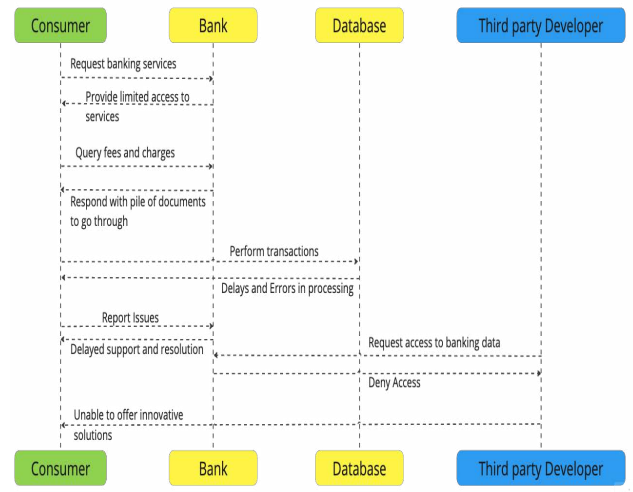 Consumer
Bank
Database
Third party Developer
Request banking services
Provide limited access to
services
Query fees and charges
Respond with pile of documents
to go through
Perform transactions
Delays and Errors in processing
Report Issues
Delayed support and resolution
Request access to banking data
Deny Access
Unable to offer innovative
solutions
Consumer
Bank
Database
Third party Developer